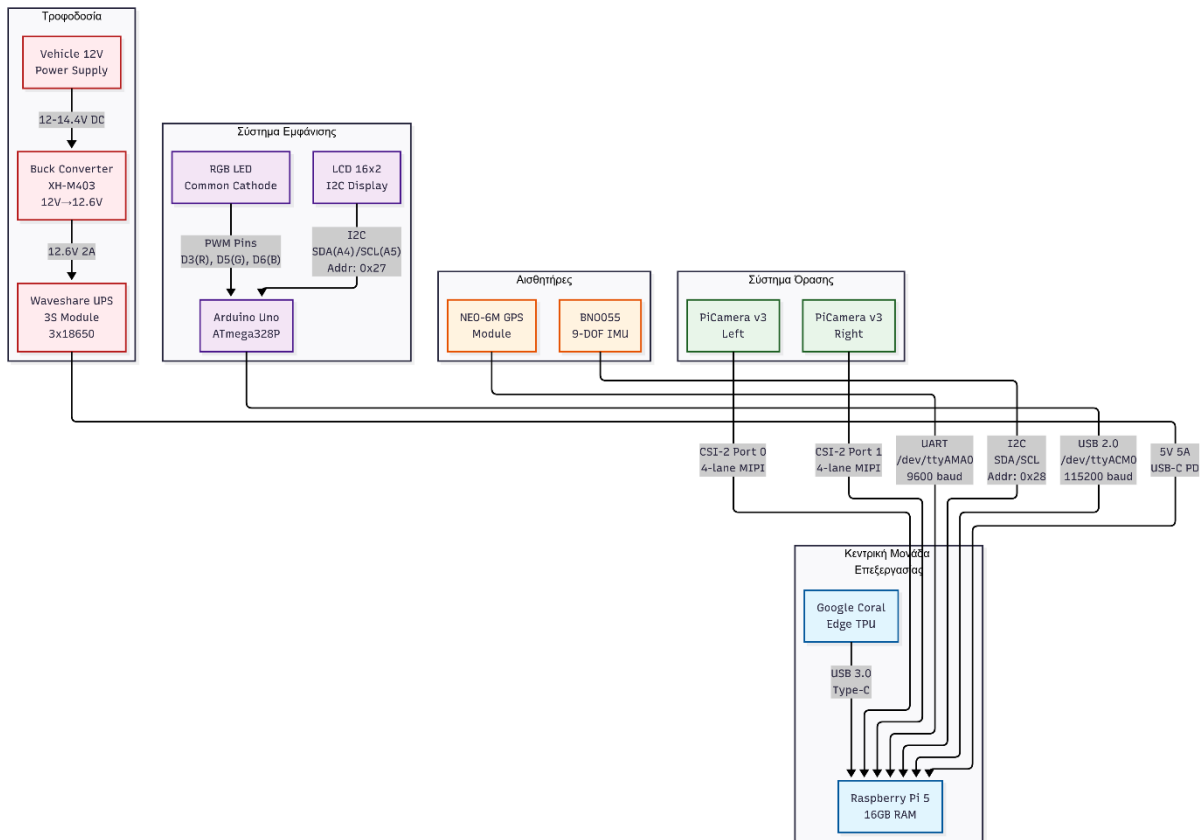 Τροφοδοσία
Vehicle 12V
Power Supply
12-14.4V DC
Buck Converter
XH-M403
12V→12.6V
12.6V 2A
Waveshare UPS
3S Module
3x18650
Σύστημα Εμφάνισης
RGB LED
Common Cathode
LCD 16x2
I2C Display
PWM Pins
D3(R), D5(G), D6(B)
I2C
SDA(A4)/SCL(A5)
Addr: 0x27
Arduino Uno
ATmega328P
Αισθητήρες
NEO-6M GPS
Module
BNO055
9-DOF IMU
Σύστημα Όρασης
PiCamera v3
Left
PiCamera v3
Right
CSI-2 Port 0
4-lane MIPI
CSI-2 Port 1
4-lane MIPI
UART
/dev/ttyAMA0
9600 baud
I2C
SDA/SCL
Addr: 0x28
USB 2.0
/dev/ttyACM0
115200 baud
5V 5A
USB-C PD
Κεντρική Μονάδα
Επεξεργασίας
Google Coral
Edge TPU
USB 3.0
Type-C
Raspberry Pi 5
16GB RAM